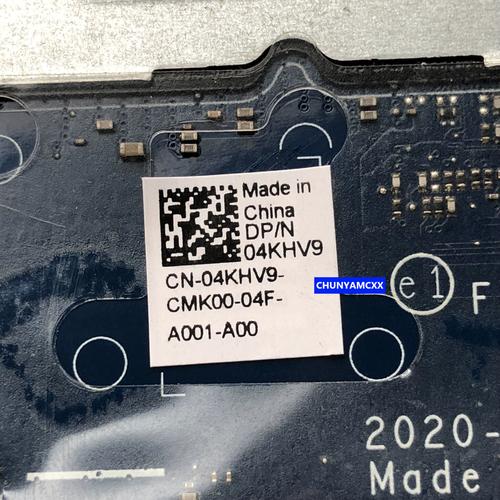 Made in
China
DP/N
04KHV9
CN-04KHV9-
CMK00-04F-
A001-A00
CHUNYAMCXX
e1
F
2020-
Made